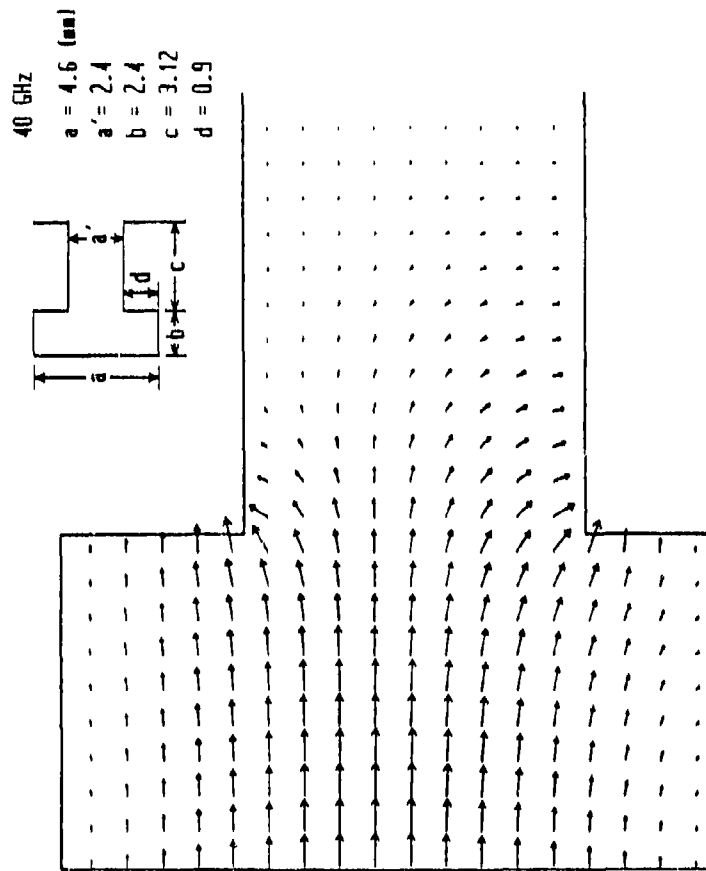 40 GHz
a = 4.6 (mm)
a′= 2.4
b = 2.4
c = 3.12
d = 0.9
a
a′
b
c
d